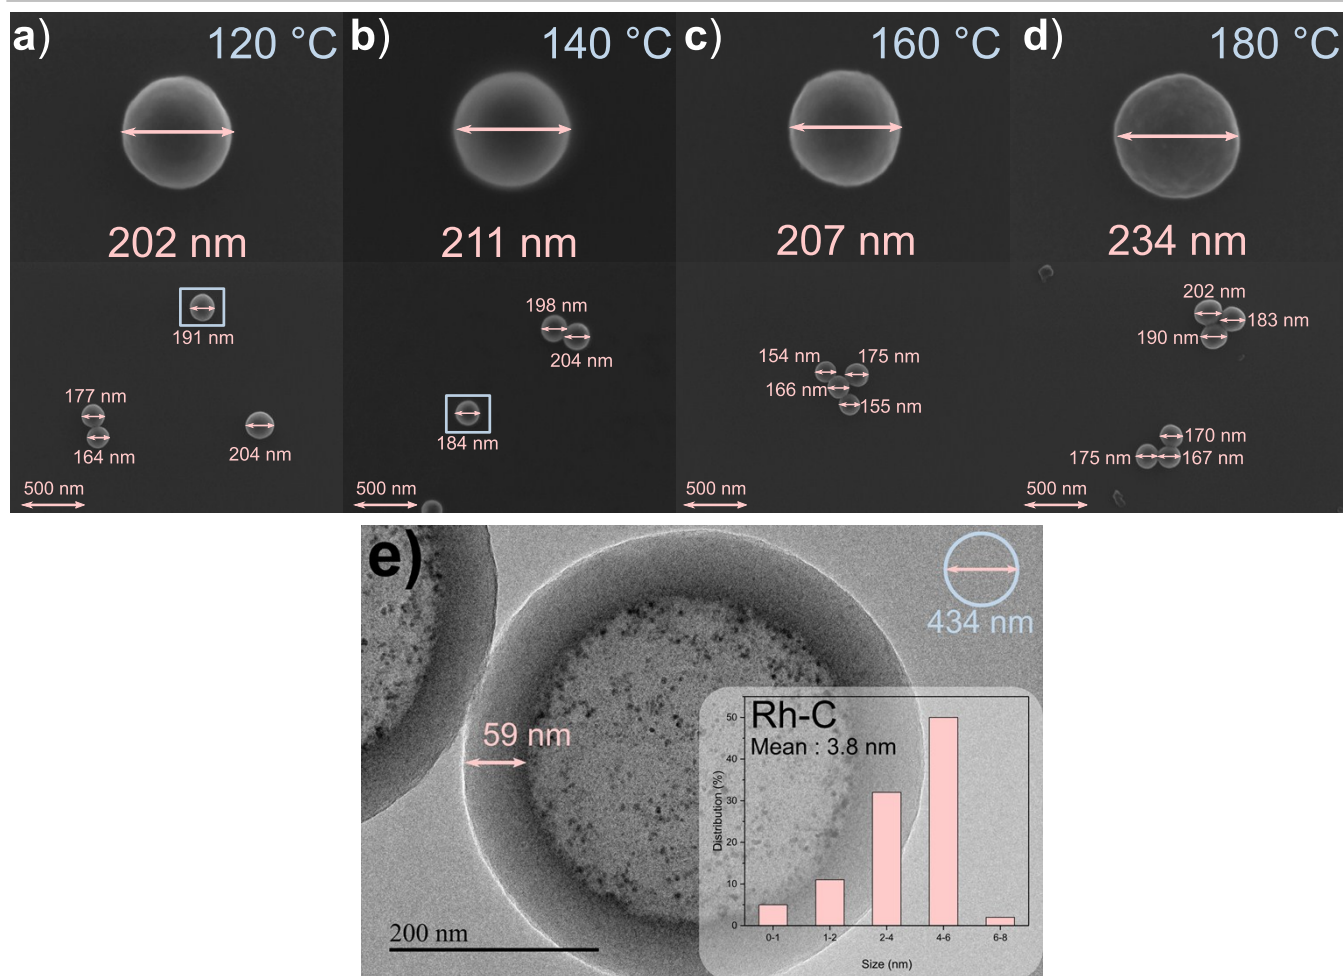 a)
120 °C
202 nm
191 nm
177 nm
164 nm
204 nm
500 nm
b)
140 °C
211 nm
198 nm
204 nm
184 nm
500 nm
c)
160 °C
207 nm
154 nm
175 nm
166 nm
155 nm
500 nm
d)
180 °C
234 nm
202 nm
183 nm
190 nm
170 nm
175 nm
167 nm
500 nm
e)
434 nm
59 nm
200 nm
Rh-C
Mean : 3.8 nm
Distribution (%)
50
40
30
20
10
0
0-1
1-2
2-4
4-6
6-8
Size (nm)